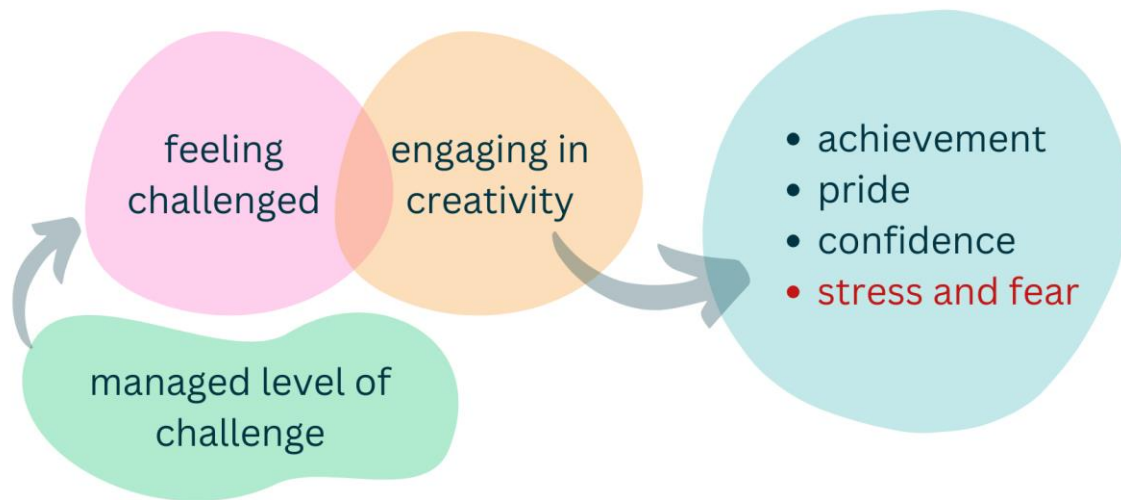 feeling
challenged
engaging in
creativity
managed level of
challenge
• achievement
• pride
• confidence
• stress and fear